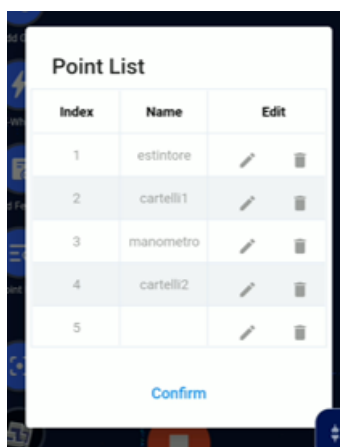 Point List
Index Name Edit
1 estintore
2 cartelli1
3 manometro
4 cartelli2
5
Confirm